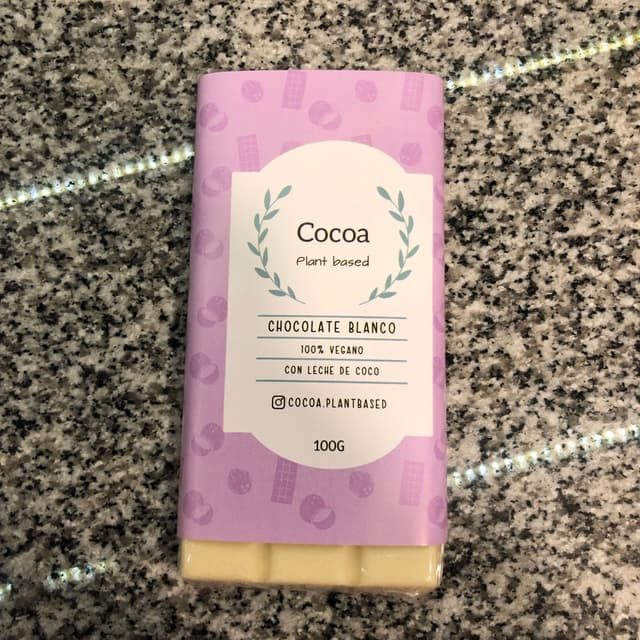 Cocoa
Plant based
CHOCOLATE BLANCO
100% VEGANO
CON LECHE DE COCO
COCOA.PLANTBASED
100G